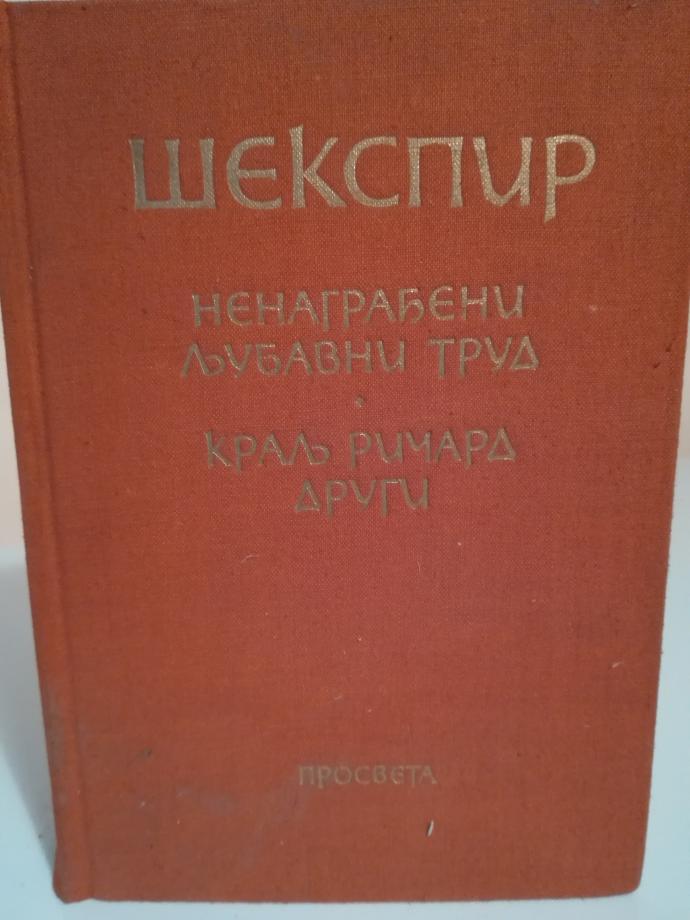 ШЕКСПИР
НЕНАГРАЂЕНИ
ЉУБАВНИ ТРУД
·
КРАЉ РИЧАРД
ДРУГИ
ПРОСВЕТА